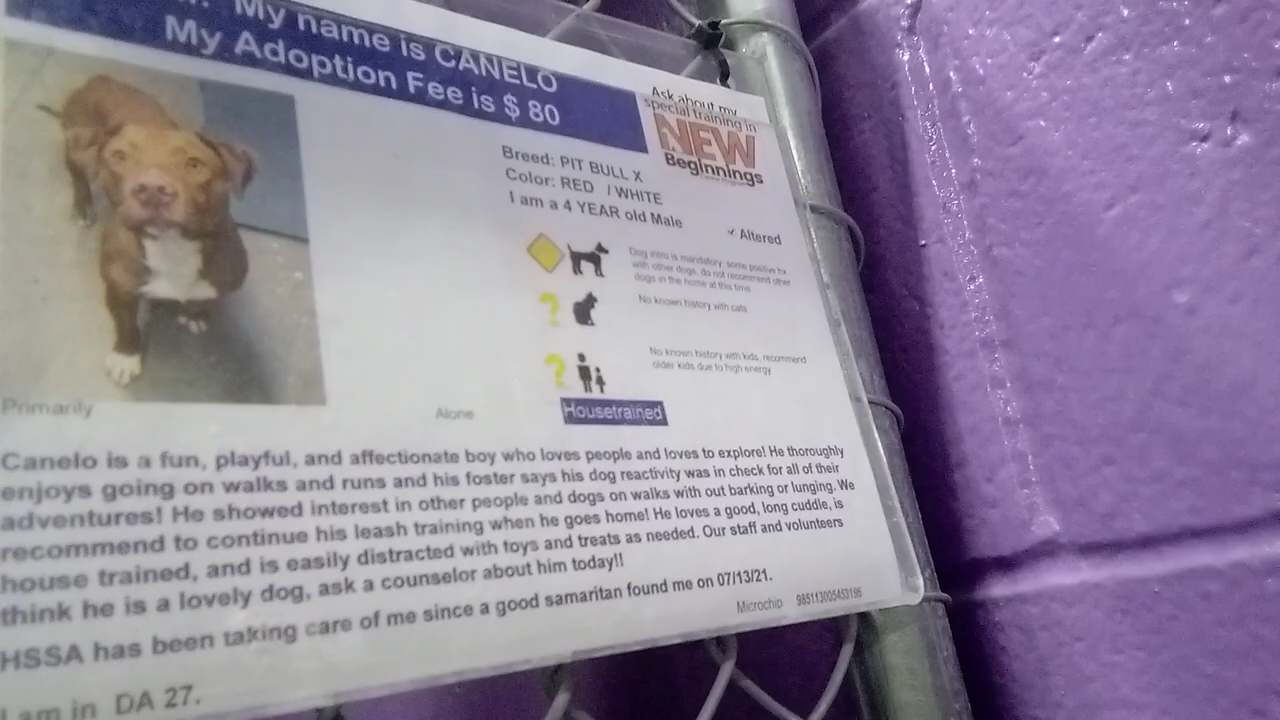 My name is CANELO
My Adoption Fee is $ 80
Ask about my
special training in
NEW
Beginnings
Breed: PIT BULL X
Color: RED / WHITE
I am a 4 YEAR old Male
✓ Altered
Dog intro is mandatory, some positive hx
with other dogs, do not recommend other
dogs in the home at this time
? No known history with cats
? No known history with kids, recommend
older kids due to high energy
Primarily Alone Housetrained
Canelo is a fun, playful, and affectionate boy who loves people and loves to explore! He thoroughly
enjoys going on walks and runs and his foster says his dog reactivity was in check for all of their
adventures! He showed interest in other people and dogs on walks with out barking or lunging. We
recommend to continue his leash training when he goes home! He loves a good, long cuddle, is
house trained, and is easily distracted with toys and treats as needed. Our staff and volunteers
think he is a lovely dog, ask a counselor about him today!!
HSSA has been taking care of me since a good samaritan found me on 07/13/21.
Microchip 985113005453196
I am in DA 27.